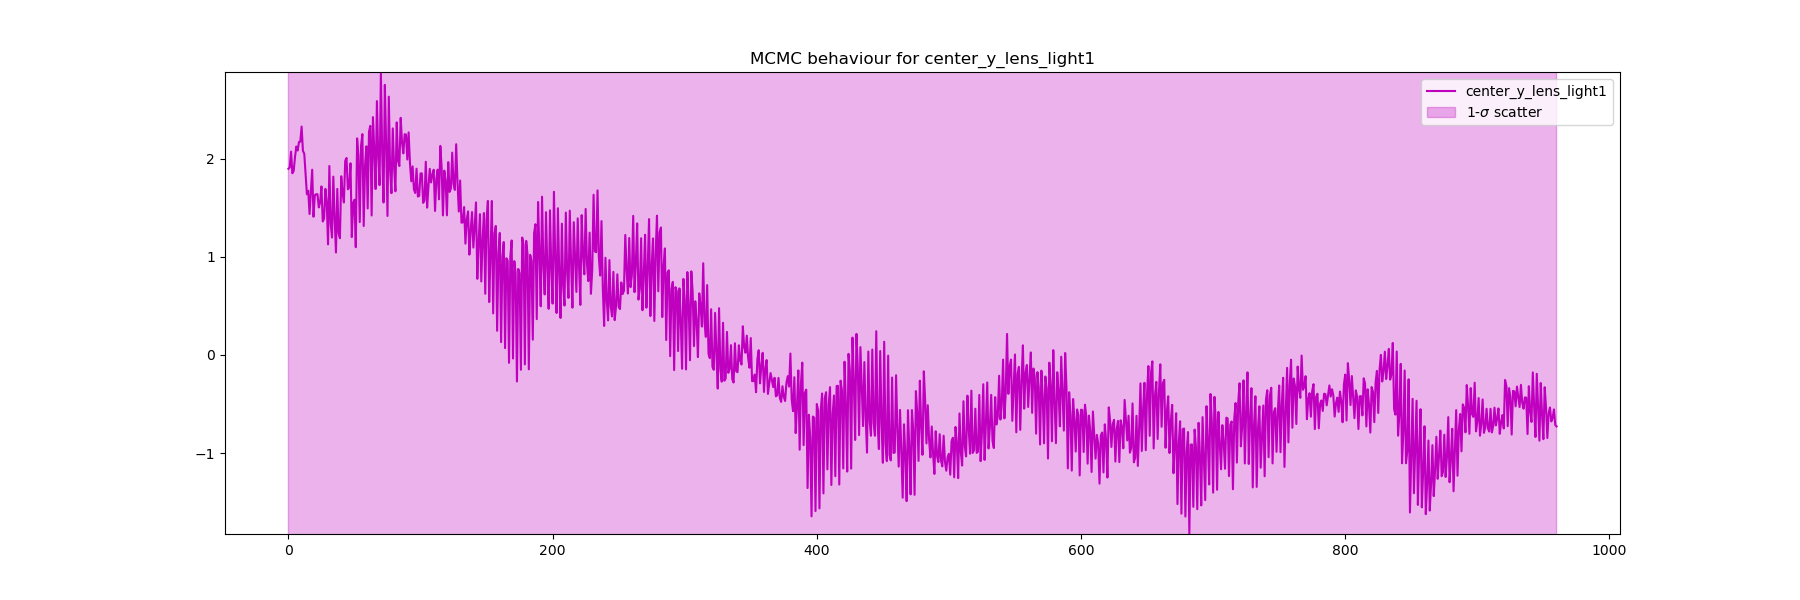 MCMC behaviour for center_y_lens_light1
center_y_lens_light1
1-σ scatter
2
1
0
−1
0 200 400 600 800 1000